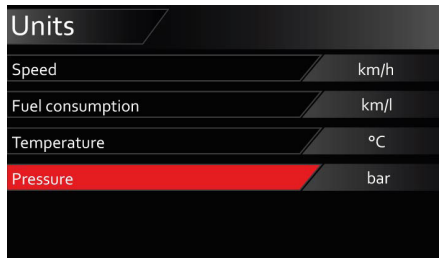 Units
Speed km/h
Fuel consumption km/l
Temperature °C
Pressure bar